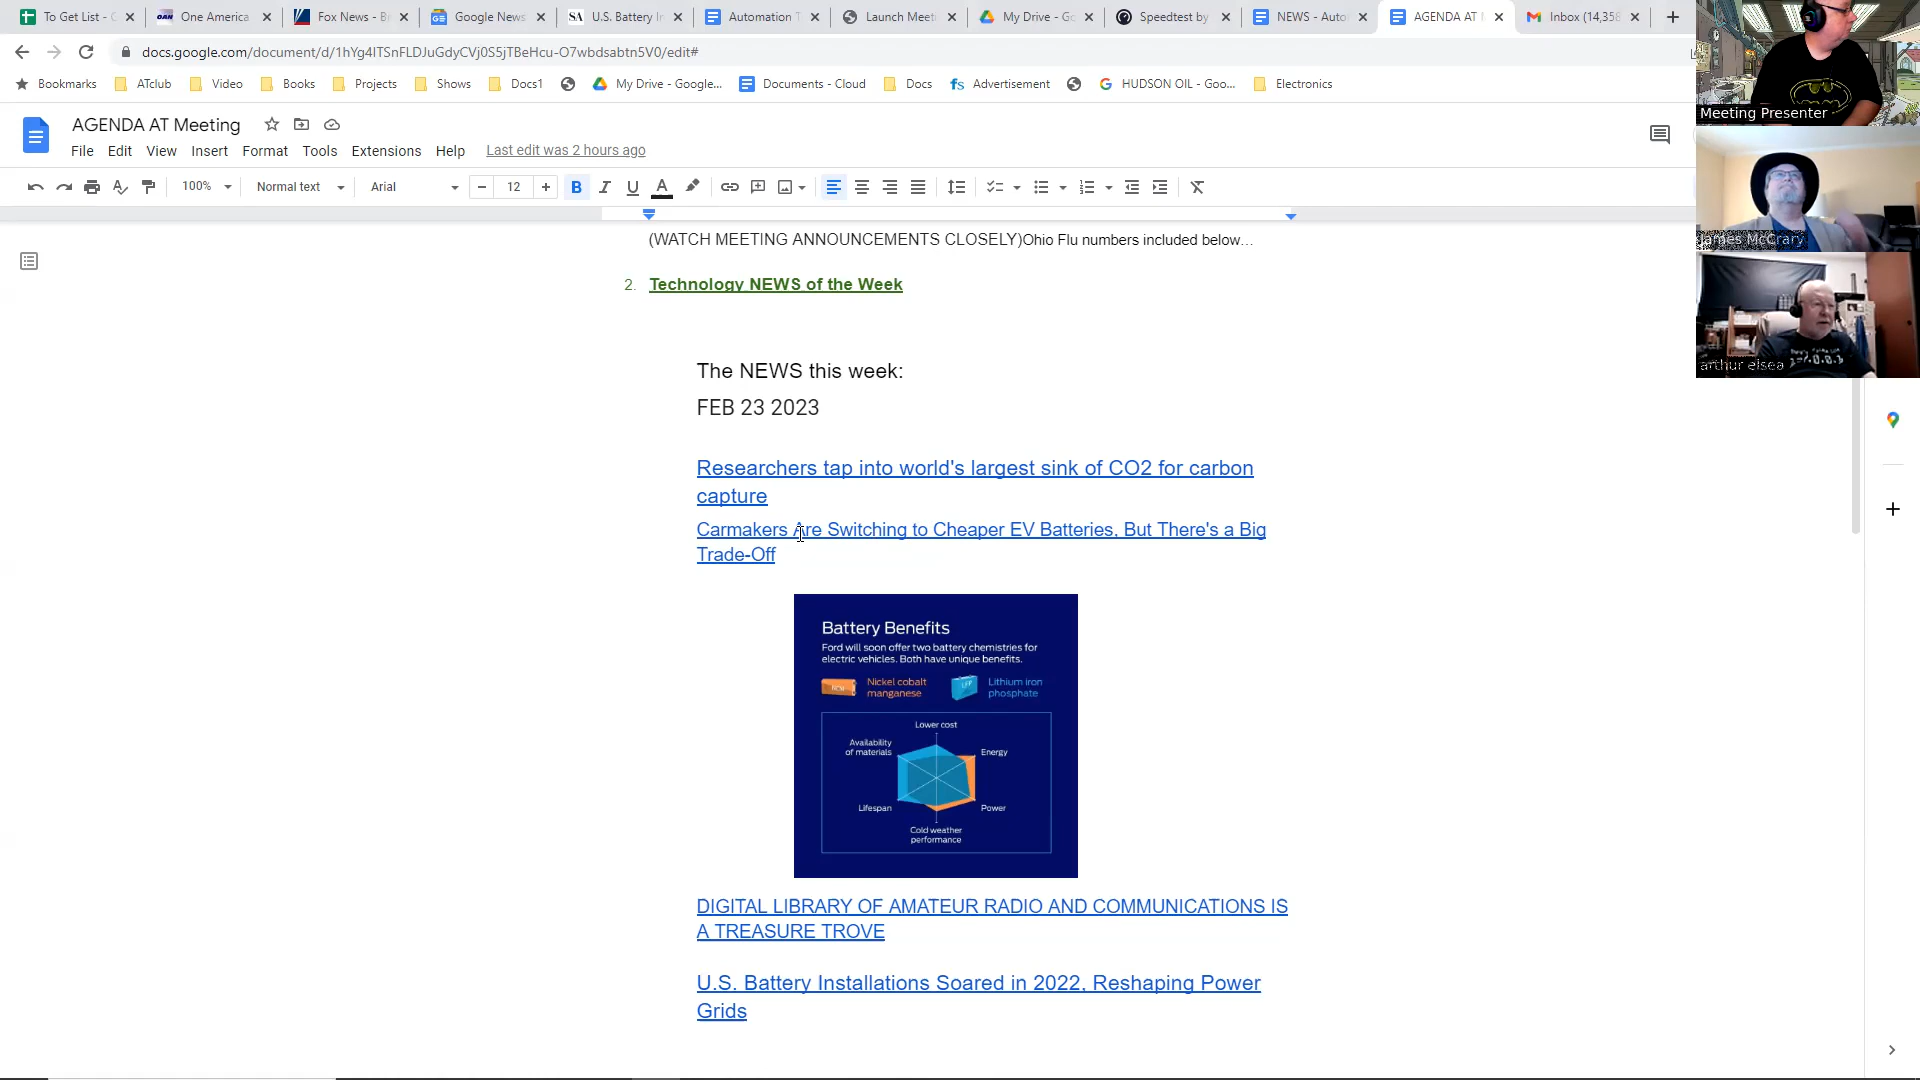 To Get List - G
One America
Fox News - Br
Google News
U.S. Battery In
Automation T
Launch Meeti
My Drive - Go
Speedtest by
NEWS - Autom
AGENDA AT M
Inbox (14,358
docs.google.com/document/d/1hYg4ITSnFLDJuGdyCVj0S5jTBeHcu-O7wbdsabtn5V0/edit#
Bookmarks
ATclub
Video
Books
Projects
Shows
Docs1
My Drive - Google...
Documents - Cloud
Docs
Advertisement
HUDSON OIL - Goo...
Electronics
AGENDA AT Meeting
File Edit View Insert Format Tools Extensions Help Last edit was 2 hours ago
100% Normal text Arial 12
Meeting Presenter
James McCrary
arthur elsea
(WATCH MEETING ANNOUNCEMENTS CLOSELY)Ohio Flu numbers included below...
2. Technology NEWS of the Week
The NEWS this week:
FEB 23 2023
Researchers tap into world's largest sink of CO2 for carbon
capture
Carmakers Are Switching to Cheaper EV Batteries, But There's a Big
Trade-Off
Battery Benefits
Ford will soon offer two battery chemistries for
electric vehicles. Both have unique benefits.
NCM
Nickel cobalt
manganese
LFP
Lithium iron
phosphate
Lower cost
Availability
of materials
Energy
Lifespan
Power
Cold weather
performance
DIGITAL LIBRARY OF AMATEUR RADIO AND COMMUNICATIONS IS
A TREASURE TROVE
U.S. Battery Installations Soared in 2022, Reshaping Power
Grids